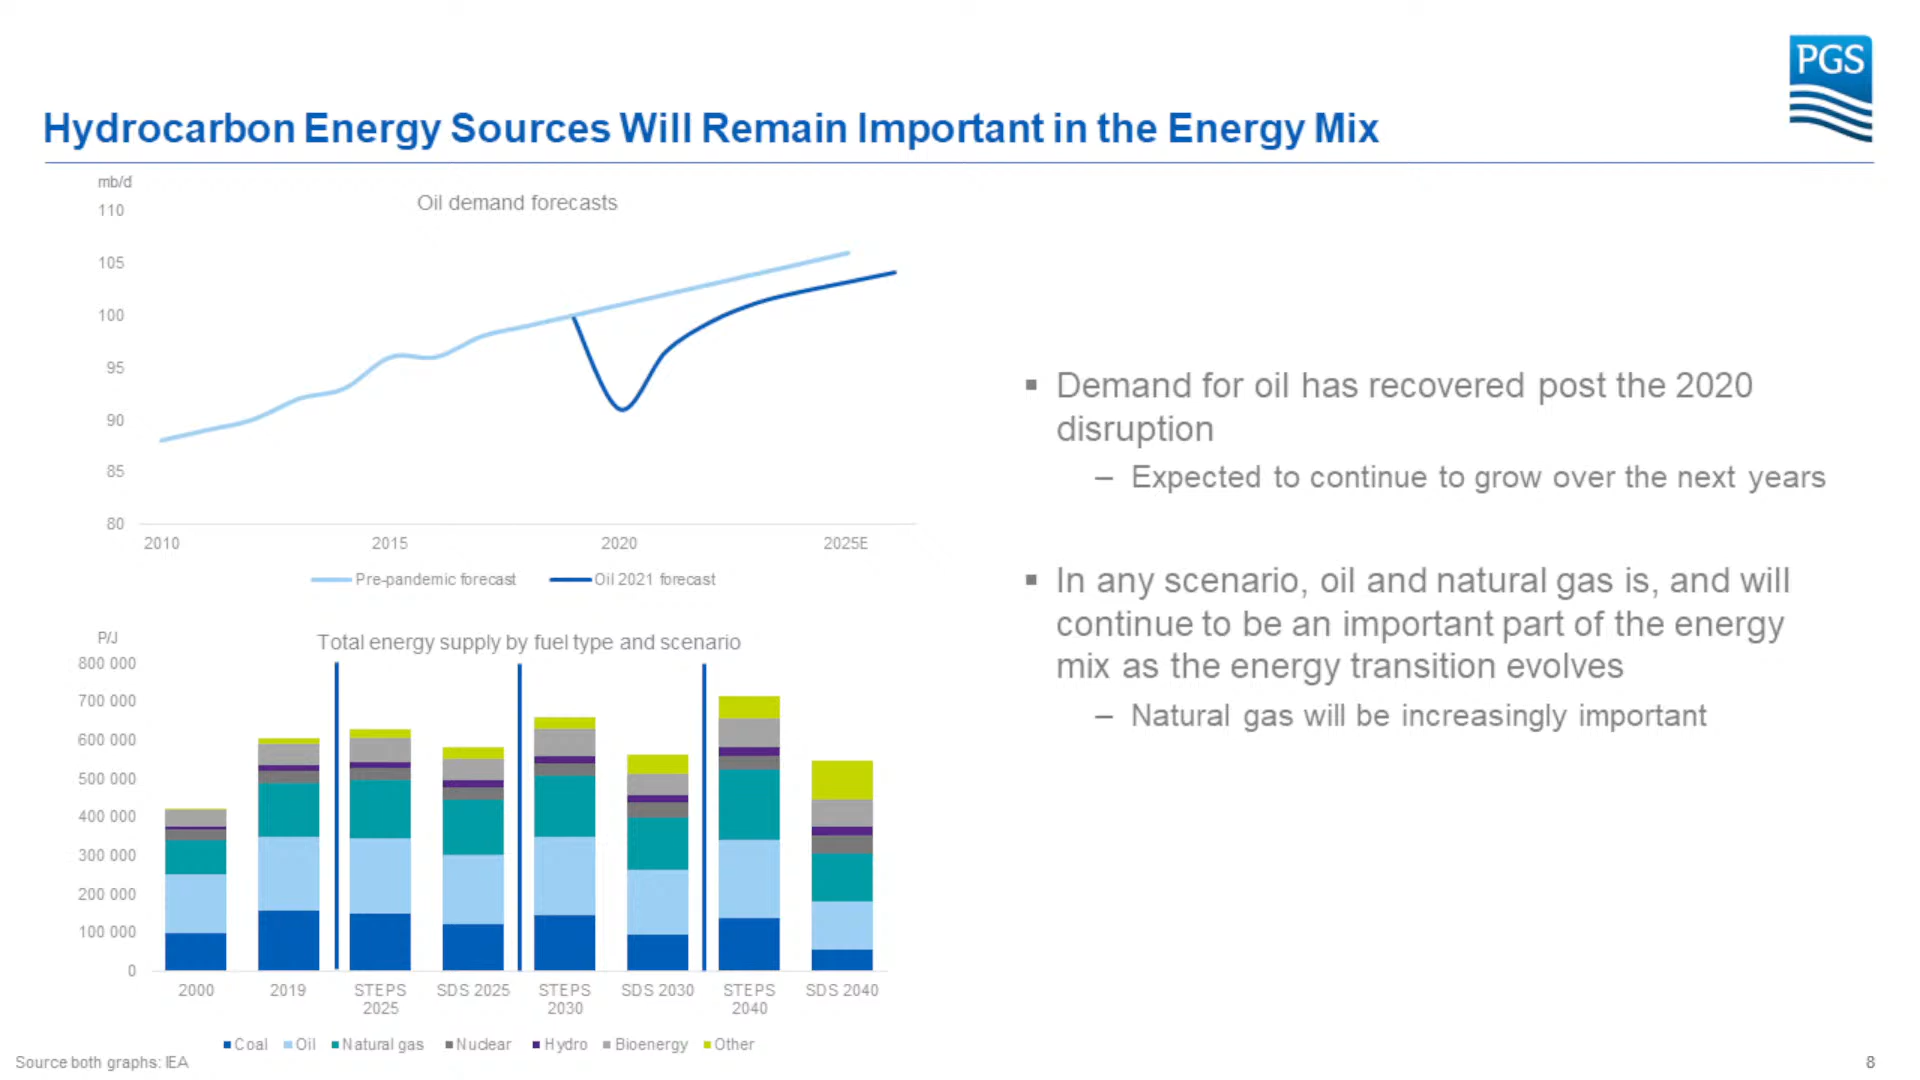 PGS
Hydrocarbon Energy Sources Will Remain Important in the Energy Mix
mb/d
Oil demand forecasts
110
105
100
95
90
85
80
2010 2015 2020 2025E
Pre-pandemic forecast Oil 2021 forecast
P/J
Total energy supply by fuel type and scenario
800 000
700 000
600 000
500 000
400 000
300 000
200 000
100 000
0
2000 2019 STEPS SDS 2025 STEPS SDS 2030 STEPS SDS 2040
2025 2030 2040
Coal Oil Natural gas Nuclear Hydro Bioenergy Other
Source both graphs: IEA
▪ Demand for oil has recovered post the 2020
disruption
– Expected to continue to grow over the next years
▪ In any scenario, oil and natural gas is, and will
continue to be an important part of the energy
mix as the energy transition evolves
– Natural gas will be increasingly important
8